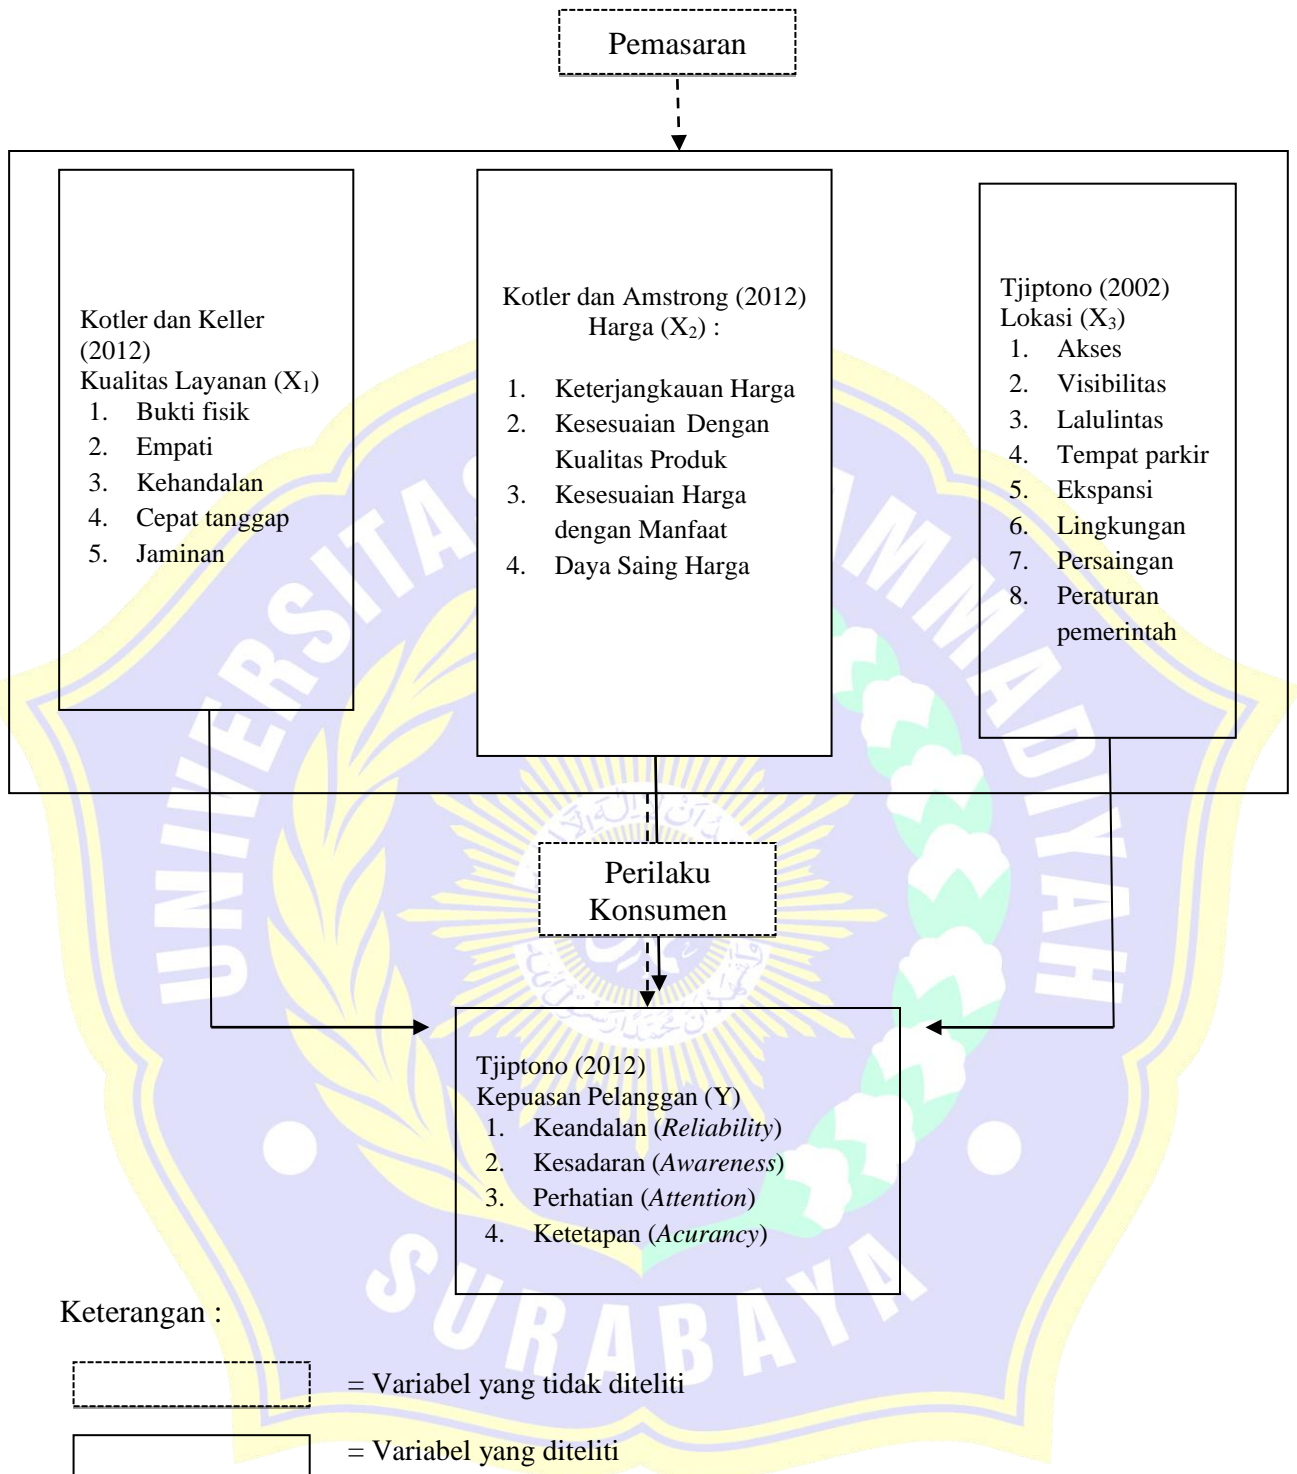 Pemasaran
Kotler dan Keller
(2012)
Kualitas Layanan (X₁)
1. Bukti fisik
2. Empati
3. Kehandalan
4. Cepat tanggap
5. Jaminan
Kotler dan Amstrong (2012)
Harga (X₂) :
1. Keterjangkauan Harga
2. Kesesuaian Dengan
Kualitas Produk
3. Kesesuaian Harga
dengan Manfaat
4. Daya Saing Harga
Tjiptono (2002)
Lokasi (X₃)
1. Akses
2. Visibilitas
3. Lalulintas
4. Tempat parkir
5. Ekspansi
6. Lingkungan
7. Persaingan
8. Peraturan
pemerintah
Perilaku
Konsumen
Tjiptono (2012)
Kepuasan Pelanggan (Y)
1. Keandalan (Reliability)
2. Kesadaran (Awareness)
3. Perhatian (Attention)
4. Ketetapan (Acurancy)
Keterangan :
= Variabel yang tidak diteliti
= Variabel yang diteliti
SURABAYA